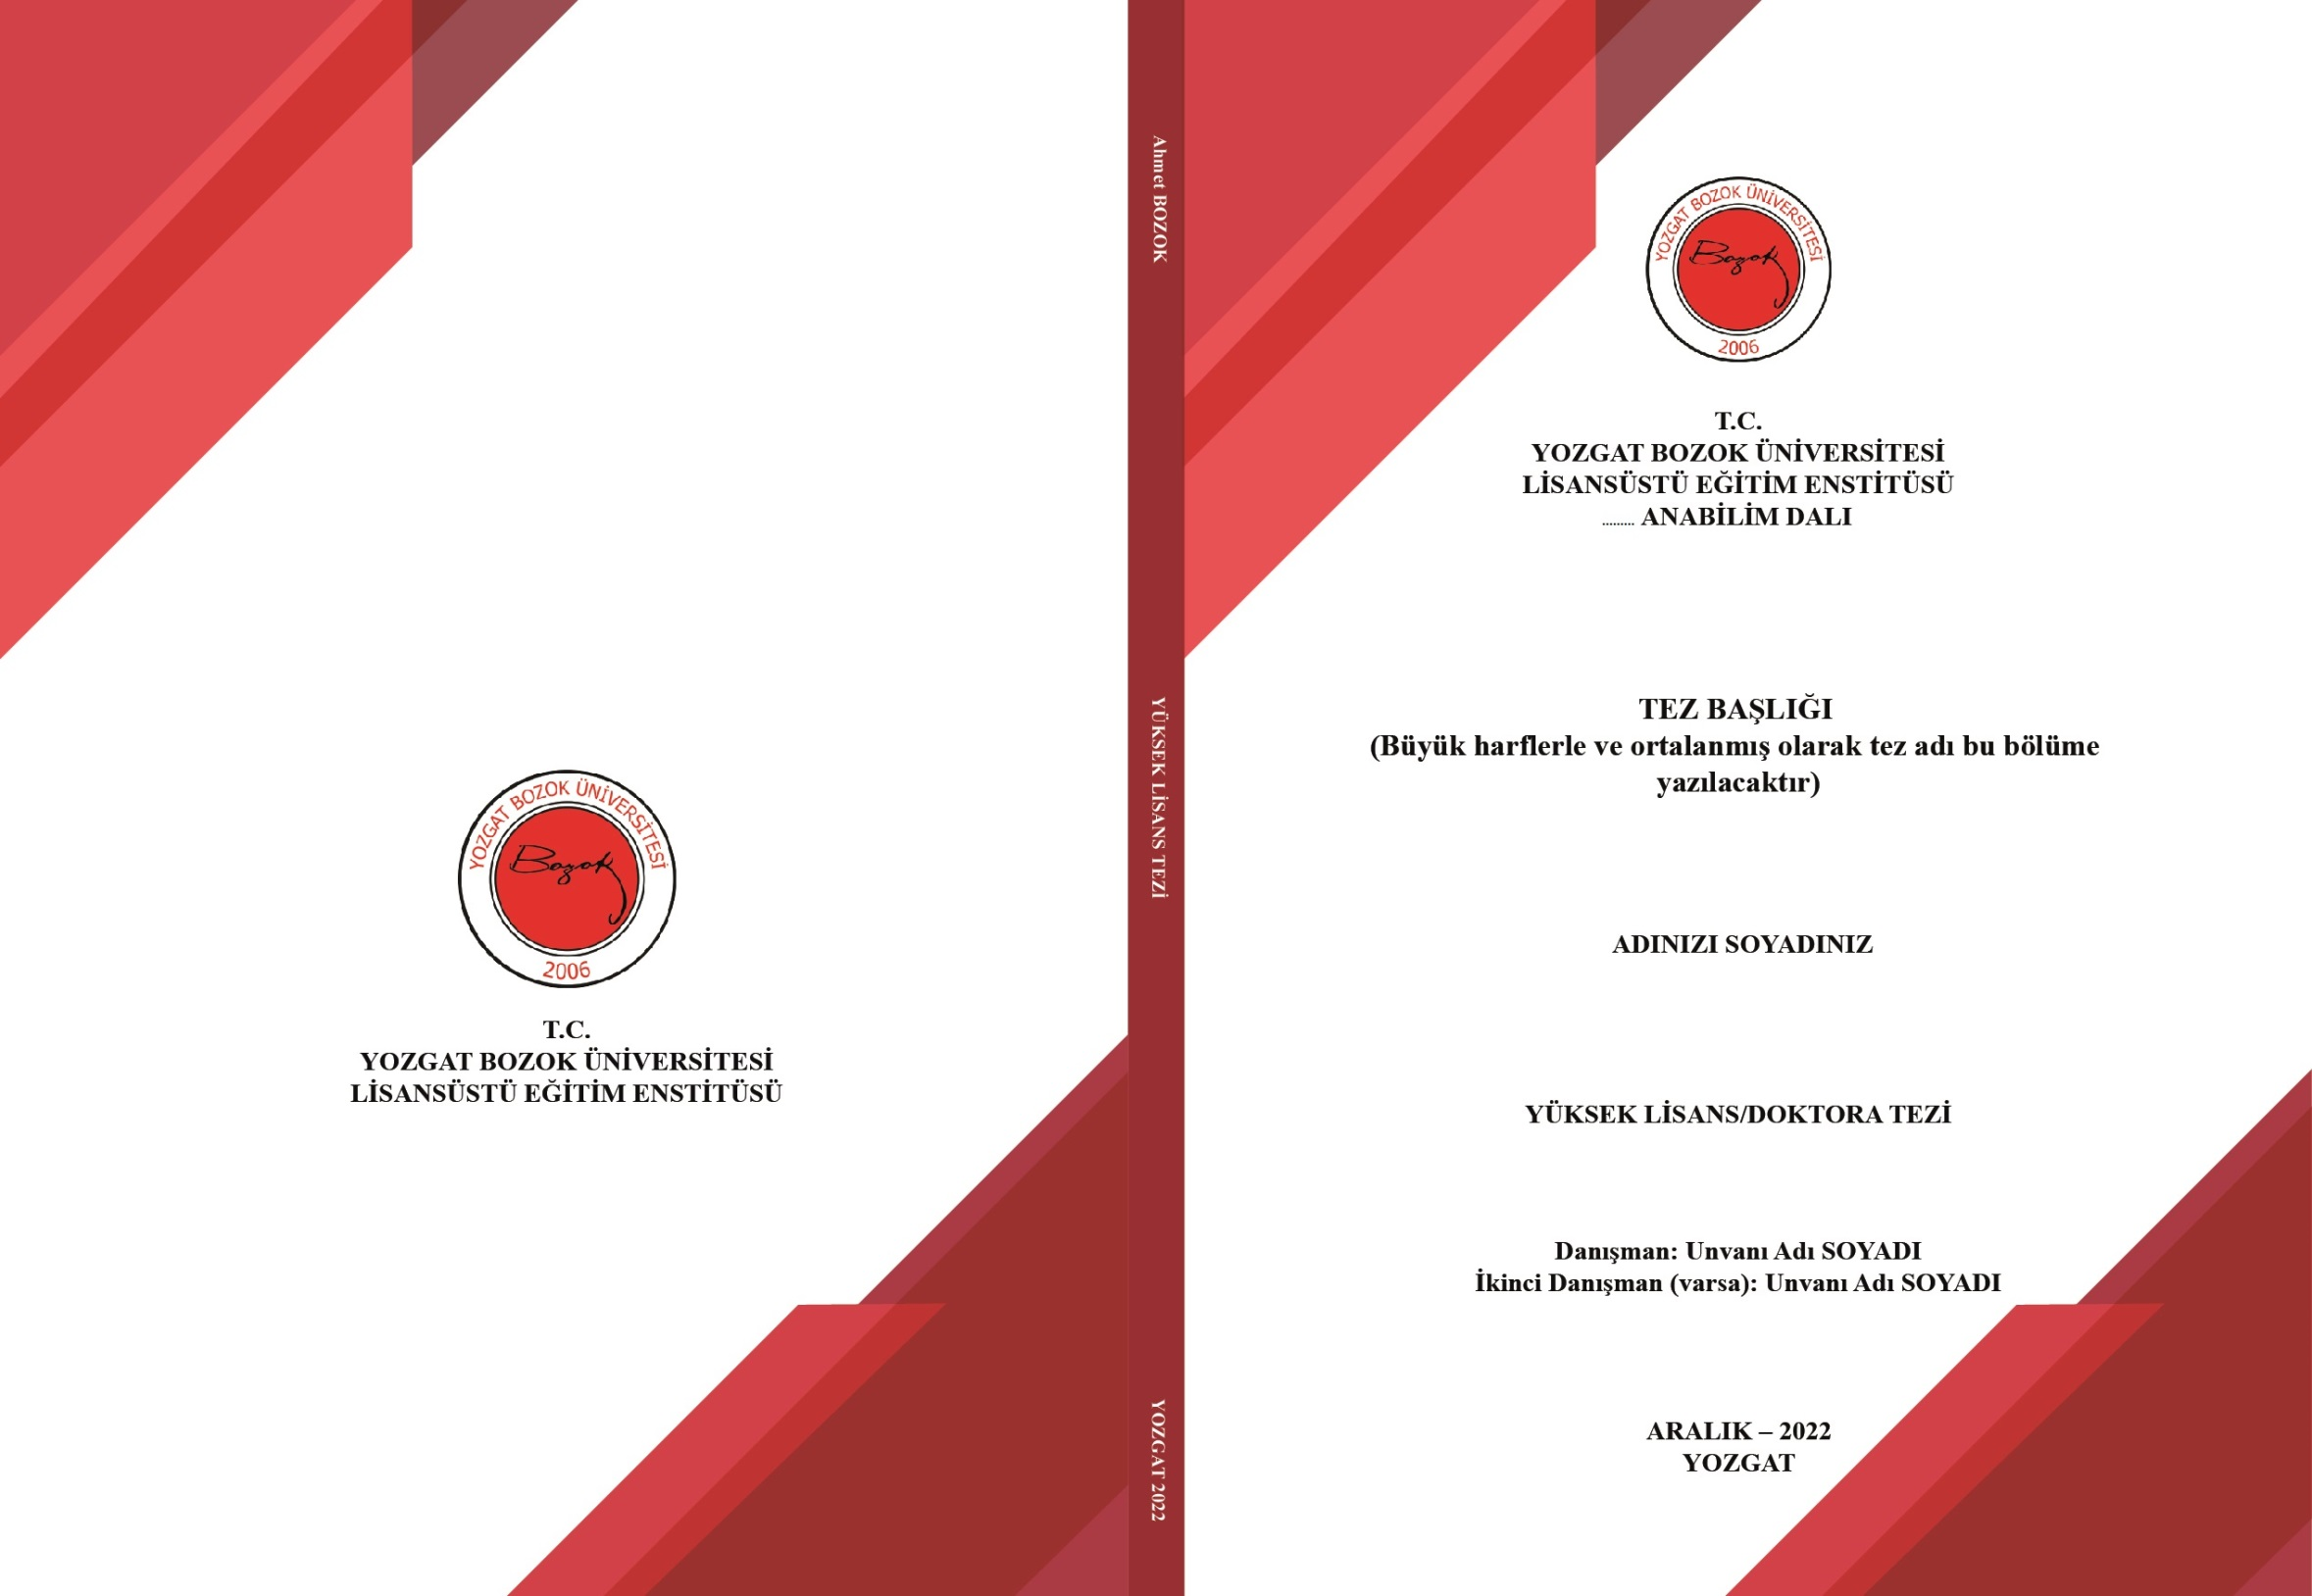 YOZGAT BOZOK ÜNİVERSİTESİ
Bozok
2006
T.C.
YOZGAT BOZOK ÜNİVERSİTESİ
LİSANSÜSTÜ EĞİTİM ENSTİTÜSÜ
Ahmet BOZOK
YÜKSEK LİSANS TEZİ
YOZGAT 2022
YOZGAT BOZOK ÜNİVERSİTESİ
Bozok
2006
T.C.
YOZGAT BOZOK ÜNİVERSİTESİ
LİSANSÜSTÜ EĞİTİM ENSTİTÜSÜ
......... ANABİLİM DALI
TEZ BAŞLIĞI
(Büyük harflerle ve ortalanmış olarak tez adı bu bölüme
yazılacaktır)
ADINIZI SOYADINIZ
YÜKSEK LİSANS/DOKTORA TEZİ
Danışman: Unvanı Adı SOYADI
İkinci Danışman (varsa): Unvanı Adı SOYADI
ARALIK – 2022
YOZGAT